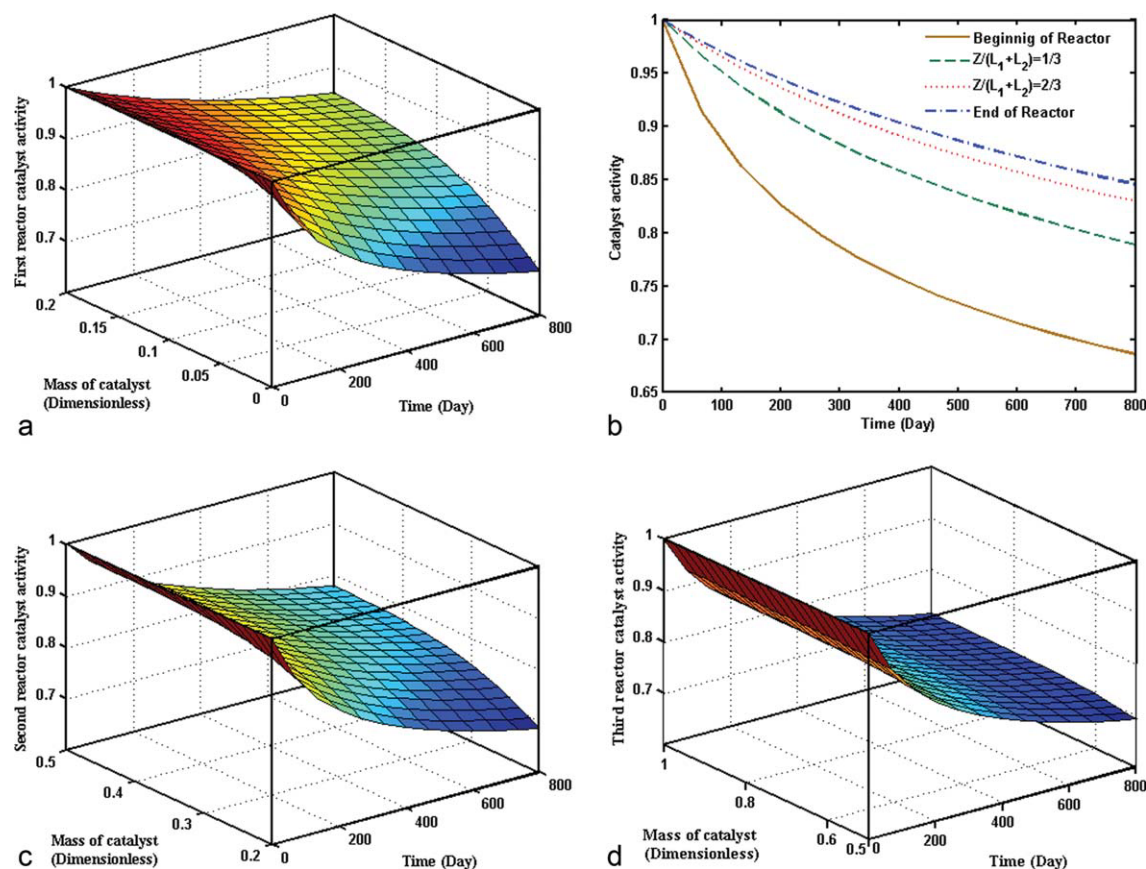 First reactor catalyst activity
1
0.9
0.8
0.7
0.2
0.15
0.1
0.05
0
Mass of catalyst
(Dimensionless)
0
200
400
600
800
Time (Day)
a
Catalyst activity
1
0.95
0.9
0.85
0.8
0.75
0.7
0.65
0 100 200 300 400 500 600 700 800
Time (Day)
Beginnig of Reactor
Z/(L_1+L_2)=1/3
Z/(L_1+L_2)=2/3
End of Reactor
b
Second reactor catalyst activity
1
0.9
0.8
0.7
0.5
0.4
0.3
0.2
Mass of catalyst
(Dimensionless)
0
200
400
600
800
Time (Day)
c
Third reactor catalyst activity
1
0.9
0.8
0.7
1
0.8
0.6
0.5
Mass of catalyst
(Dimensionless)
0
200
400
600
800
Time (Day)
d